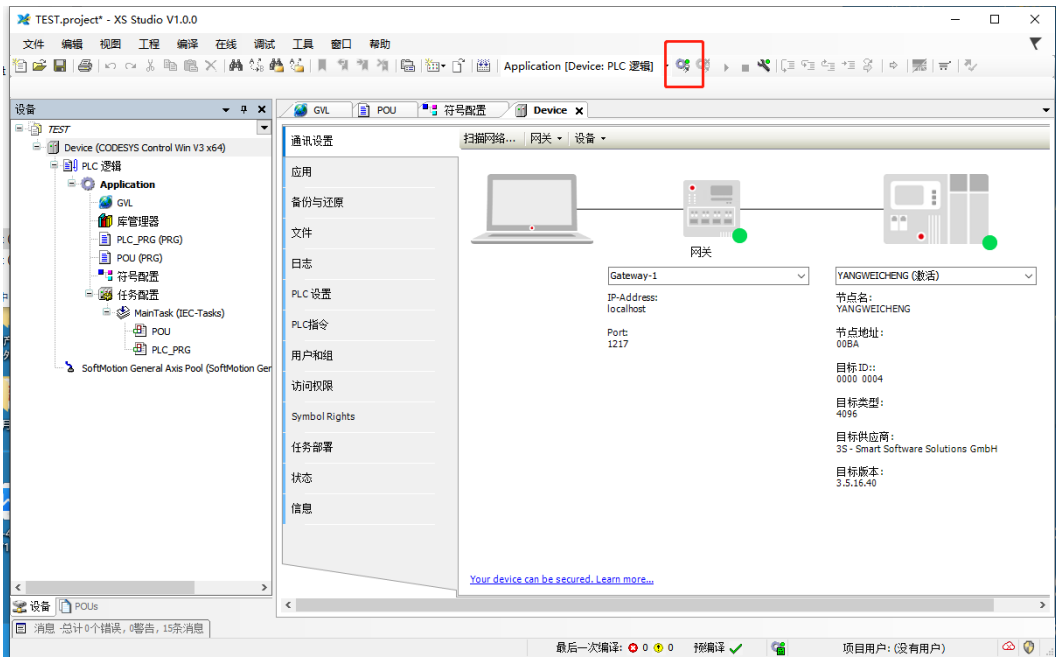 TEST.project* - XS Studio V1.0.0
文件 编辑 视图 工程 编译 在线 调试 工具 窗口 帮助
Application [Device: PLC 逻辑]
设备
GVL POU 符号配置 Device
TEST
Device (CODESYS Control Win V3 x64)
PLC 逻辑
Application
GVL
库管理器
PLC_PRG (PRG)
POU (PRG)
符号配置
任务配置
MainTask (IEC-Tasks)
POU
PLC_PRG
SoftMotion General Axis Pool (SoftMotion Ger
设备 POUs
通讯设置
应用
备份与还原
文件
日志
PLC 设置
PLC指令
用户和组
访问权限
Symbol Rights
任务部署
状态
信息
扫描网络... 网关 设备
网关
Gateway-1
IP-Address:
localhost
Port:
1217
YANGWEICHENG (激活)
节点名:
YANGWEICHENG
节点地址:
00BA
目标ID::
0000 0004
目标类型:
4096
目标供应商:
3S - Smart Software Solutions GmbH
目标版本:
3.5.16.40
Your device can be secured. Learn more...
消息 -总计0个错误, 0警告, 15条消息
最后一次编译: 0 0 预编译 项目用户: (没有用户)